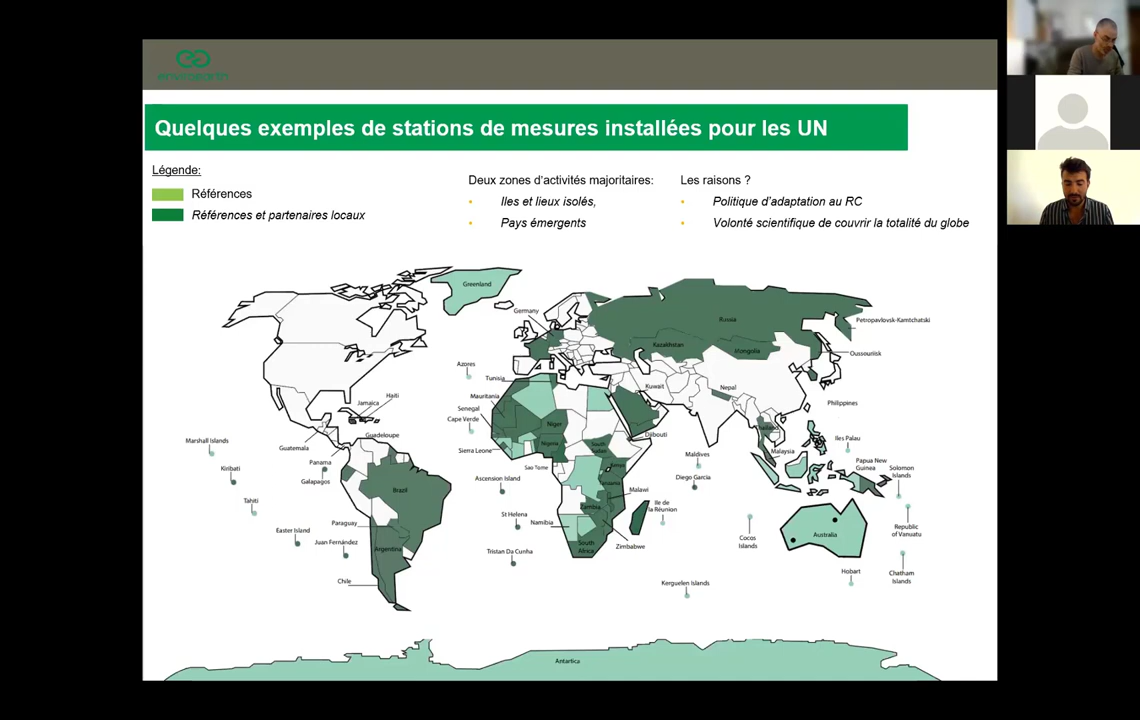 envirearth
Quelques exemples de stations de mesures installées pour les UN
Légende:
Références
Références et partenaires locaux
Deux zones d'activités majoritaires:
• Iles et lieux isolés,
• Pays émergents
Les raisons ?
• Politique d'adaptation au RC
• Volonté scientifique de couvrir la totalité du globe
Greenland
Germany
Russia
Petropavlovsk-Kamtchatski
Kazakhstan
Mongolia
Oussouriisk
Azores
Tunisia
Kuwait
Nepal
Haiti
Jamaica
Mauritania
Senegal
Cape Verde
Niger
Philippines
Guadeloupe
Djibouti
Thailand
Marshall Islands
Guatemala
Sierra Leone
Nigeria
South
Sudan
Maldives
Malaysia
Iles Palau
Kiribati
Panama
Galapagos
Sao Tome
Kenya
Tanzania
Papua New
Guinea
Solomon
Islands
Ascension Island
Diego Garcia
Brazil
Malawi
Tahiti
Ile de
la Réunion
Zambia
St Helena
Namibia
Easter Island
Paraguay
Republic
of Vanuatu
Australia
Cocos
Islands
Juan Fernández
Argentina
South
Africa
Zimbabwe
Tristan Da Cunha
Chile
Kerguelen Islands
Hobart
Chatham
Islands
Antartica